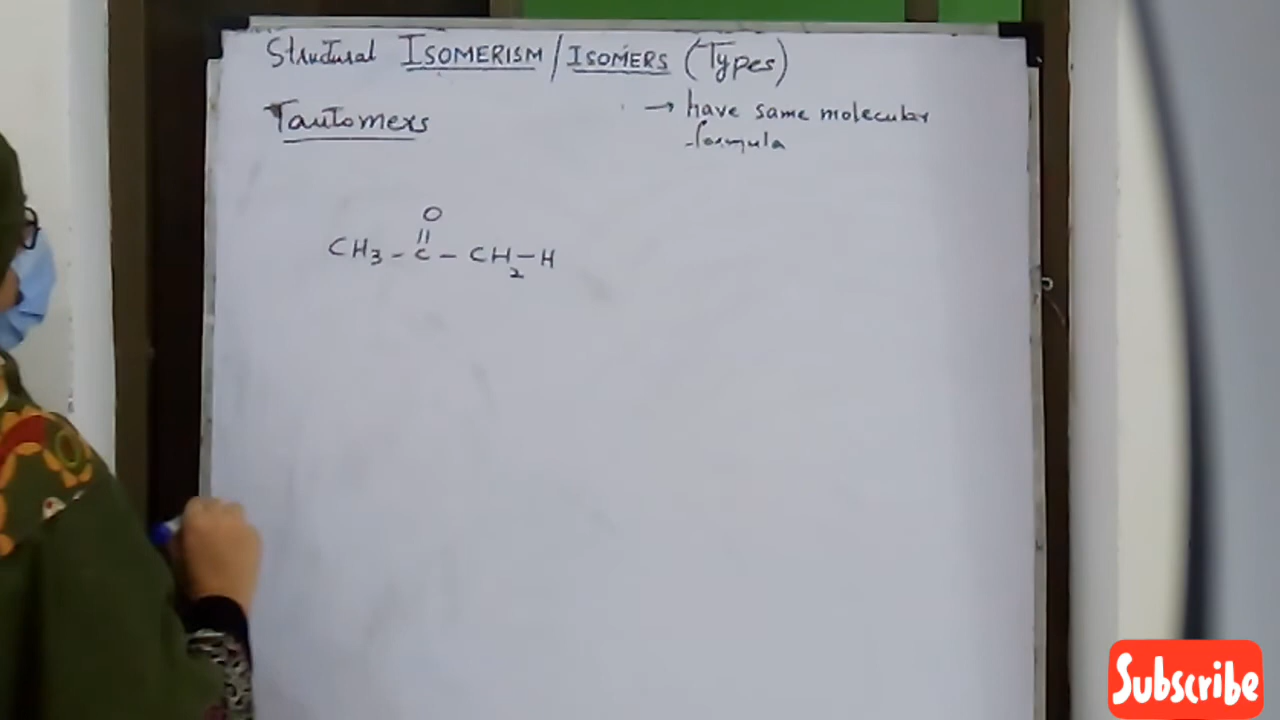 Structural ISOMERISM / ISOMERS (Types)
Tautomers
→ have same molecular
formula
O
||
CH3 - C - CH2 - H
Subscribe